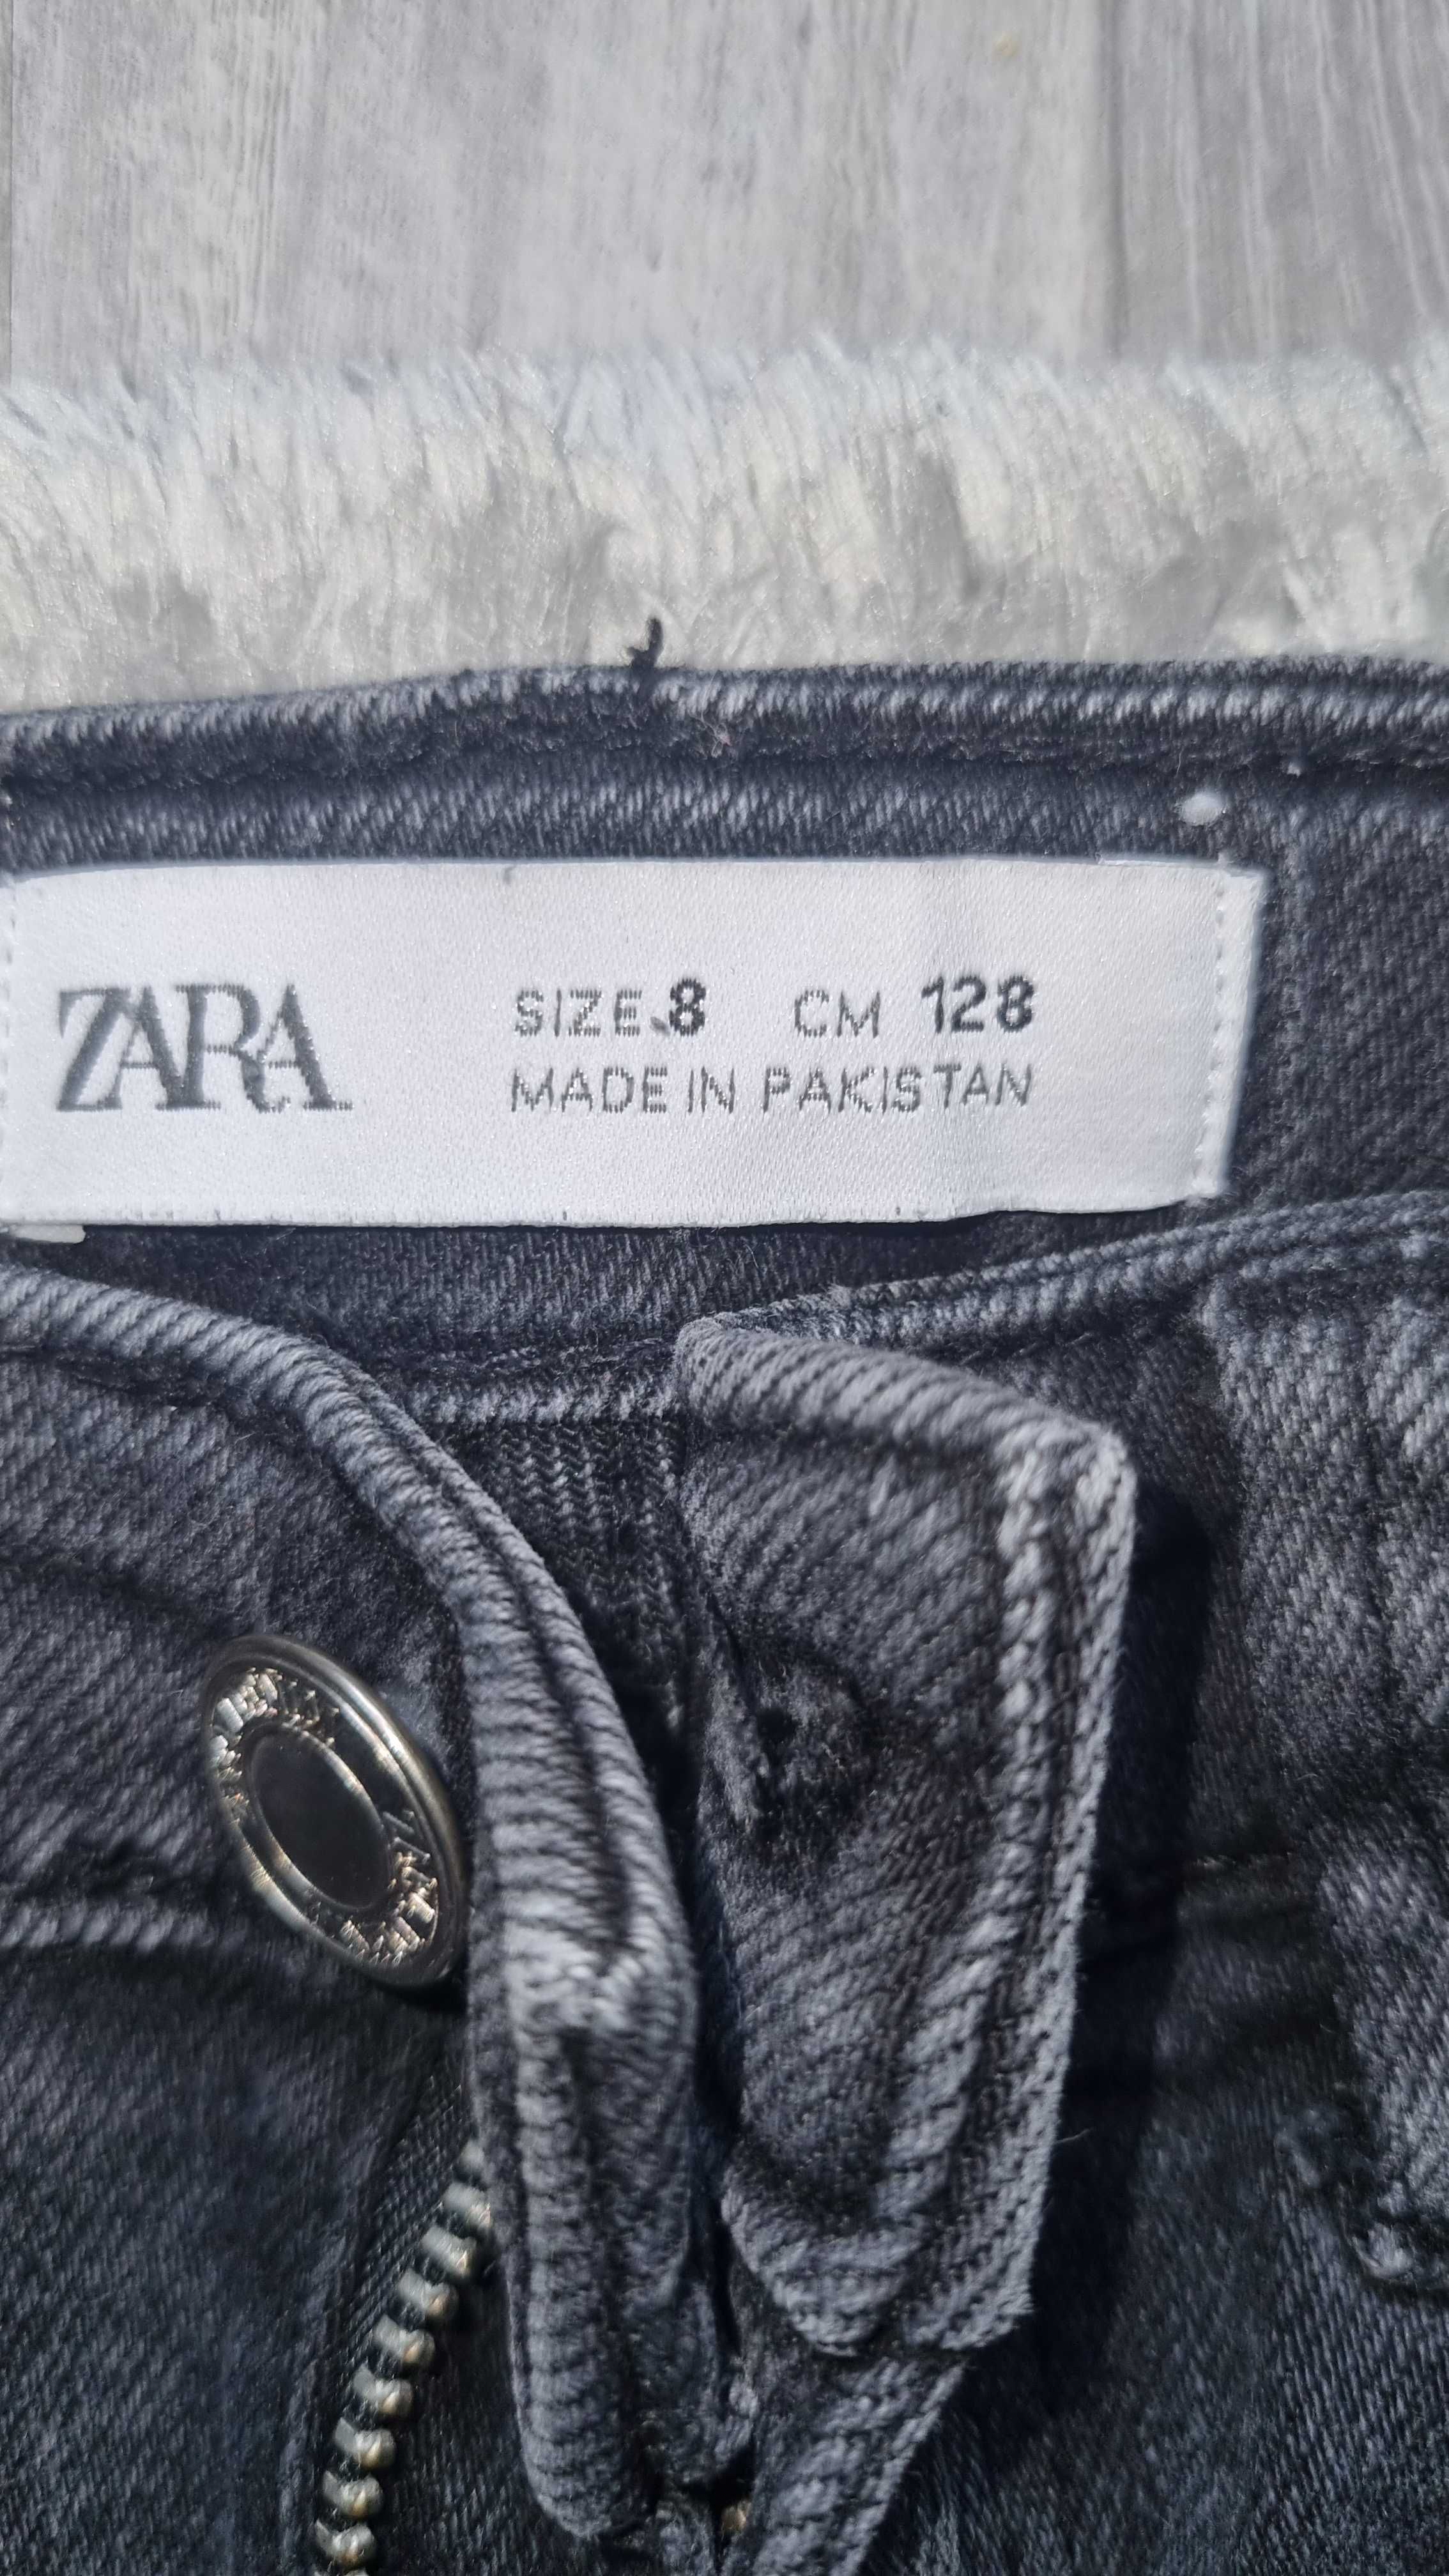 ZARA
SIZE 8 CM 128
MADE IN PAKISTAN